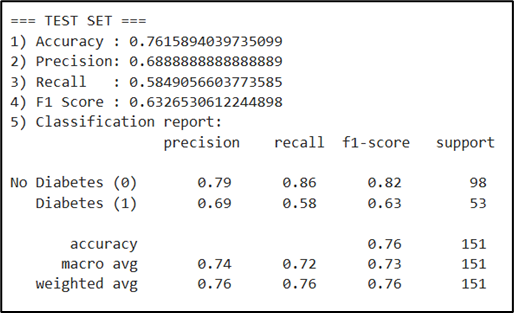 === TEST SET ===
1) Accuracy : 0.7615894039735099
2) Precision: 0.6888888888888889
3) Recall   : 0.5849056603773585
4) F1 Score : 0.6326530612244898
5) Classification report:
precision    recall  f1-score   support
No Diabetes (0)       0.79      0.86      0.82        98
Diabetes (1)       0.69      0.58      0.63        53
accuracy                           0.76       151
macro avg       0.74      0.72      0.73       151
weighted avg       0.76      0.76      0.76       151